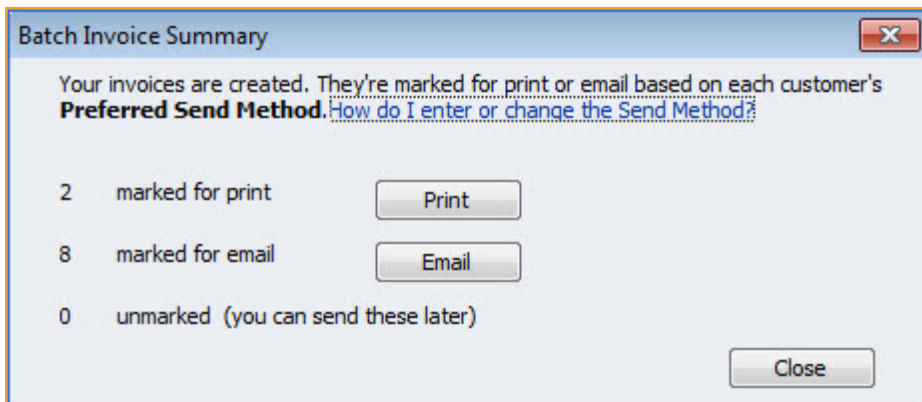 Batch Invoice Summary
Your invoices are created. They're marked for print or email based on each customer's
Preferred Send Method. How do I enter or change the Send Method?
2 marked for print Print
8 marked for email Email
0 unmarked (you can send these later)
Close